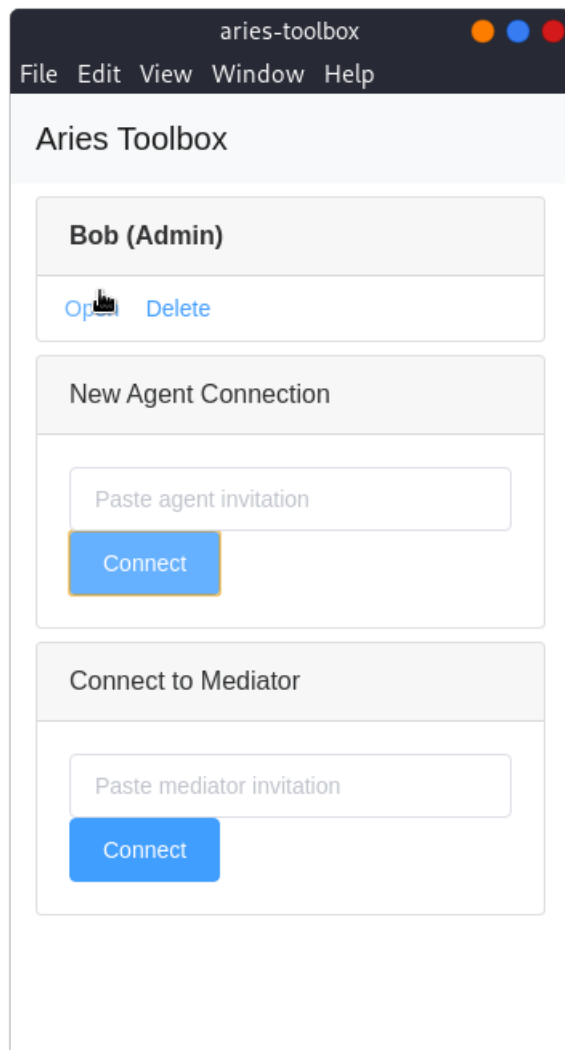 aries-toolbox
File Edit View Window Help
Aries Toolbox
Bob (Admin)
Open Delete
New Agent Connection
Paste agent invitation
Connect
Connect to Mediator
Paste mediator invitation
Connect